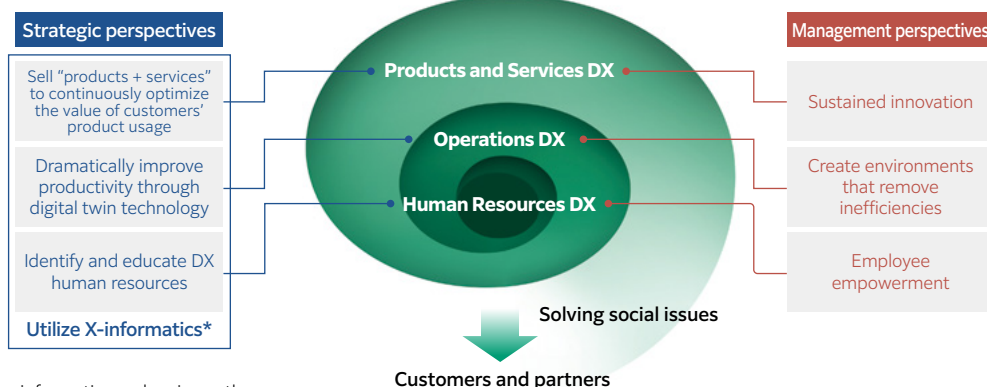 Strategic perspectives
Management perspectives
Sell “products + services”
to continuously optimize
the value of customers’
product usage
Products and Services DX
Sustained innovation
Dramatically improve
productivity through
digital twin technology
Operations DX
Create environments
that remove
inefficiencies
Identify and educate DX
human resources
Human Resources DX
Employee
empowerment
Utilize X-informatics*
Solving social issues
Customers and partners